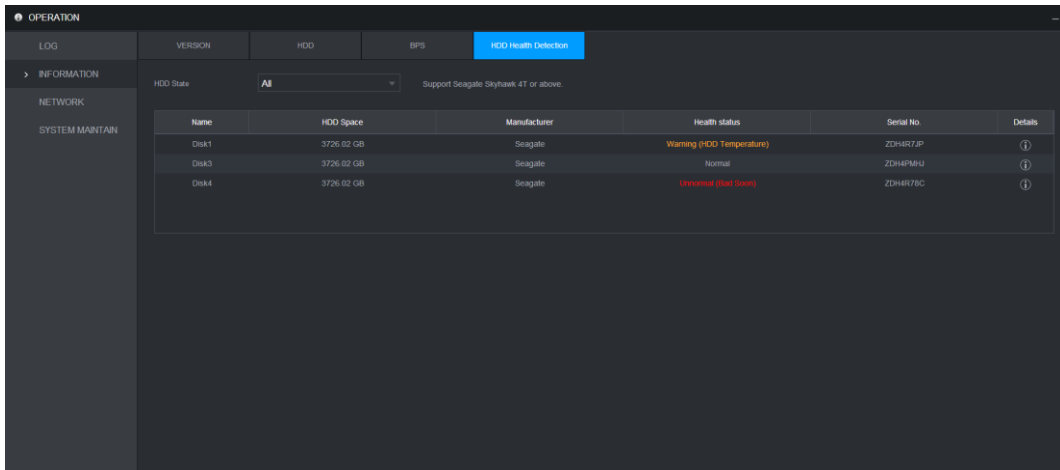 OPERATION
LOG
VERSION HDD BPS HDD Health Detection
INFORMATION
HDD State All Support Seagate Skyhawk 4T or above.
NETWORK
SYSTEM MAINTAIN
Name HDD Space Manufacturer Health status Serial No. Details
Disk1 3726.02 GB Seagate Warning (HDD Temperature) ZDH4R7JP
Disk3 3726.02 GB Seagate Normal ZDH4PMHJ
Disk4 3726.02 GB Seagate (Bad Soon) ZDH4R78C